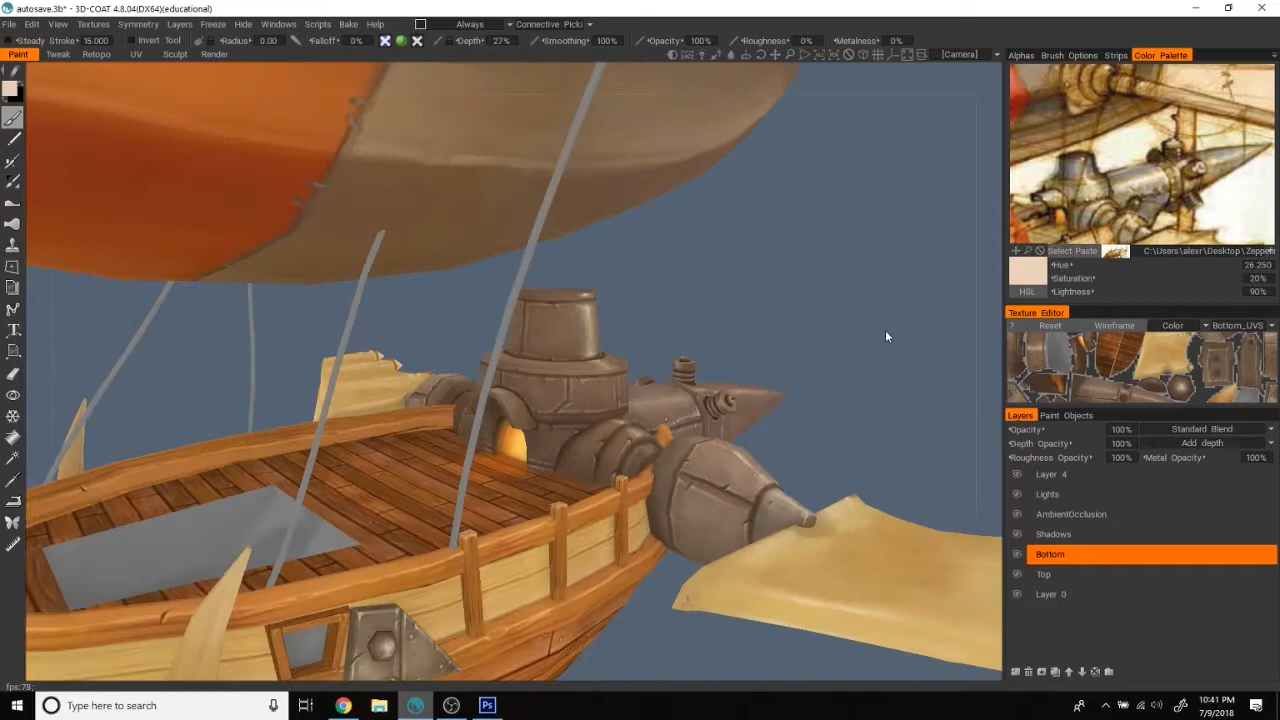 autosave.3b* - 3D-COAT 4.8.04(DX64)(educational)
File Edit View Textures Symmetry Layers Freeze Hide Windows Scripts Bake Help Always Connective Picki
Steady Stroke 15.000 Invert Tool Radius 0.00 Falloff 0% Depth 27% Smoothing 100% Opacity 100% Roughness 0% Metalness 0%
Paint Tweak Retopo UV Sculpt Render [Camera]
Alphas Brush Options Strips Color Palette
Select Paste C:\Users\alexr\Desktop\Zeppel
Hue 26.250
Saturation 20%
HSL Lightness 90%
Texture Editor
? Reset Wireframe Color Bottom_UVS
Layers Paint Objects
Opacity 100% Standard Blend
Depth Opacity 100% Add depth
Roughness Opacity 100% Metal Opacity 100%
Layer 4
Lights
AmbientOcclusion
Shadows
Bottom
Top
Layer 0
fps:78;
Type here to search
10:41 PM
7/9/2018